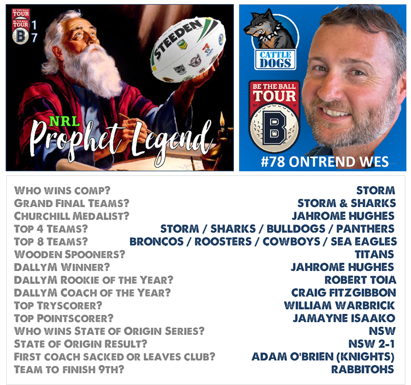 BE THE BALL
TOUR
B
1
7
STEEDEN
NRL
Prophet Legend
CATTLE
DOGS
BE THE BALL
TOUR
B
#78 ONTREND WES
WHO WINS COMP? STORM
GRAND FINAL TEAMS? STORM & SHARKS
CHURCHILL MEDALIST? JAHROME HUGHES
TOP 4 TEAMS? STORM / SHARKS / BULLDOGS / PANTHERS
TOP 8 TEAMS? BRONCOS / ROOSTERS / COWBOYS / SEA EAGLES
WOODEN SPOONERS? TITANS
DALLYM WINNER? JAHROME HUGHES
DALLYM ROOKIE OF THE YEAR? ROBERT TOIA
DALLYM COACH OF THE YEAR? CRAIG FITZGIBBON
TOP TRYSCORER? WILLIAM WARBRICK
TOP POINTSCORER? JAMAYNE ISAAKO
WHO WINS STATE OF ORIGIN SERIES? NSW
STATE OF ORIGIN RESULT? NSW 2-1
FIRST COACH SACKED OR LEAVES CLUB? ADAM O'BRIEN (KNIGHTS)
TEAM TO FINISH 9TH? RABBITOHS